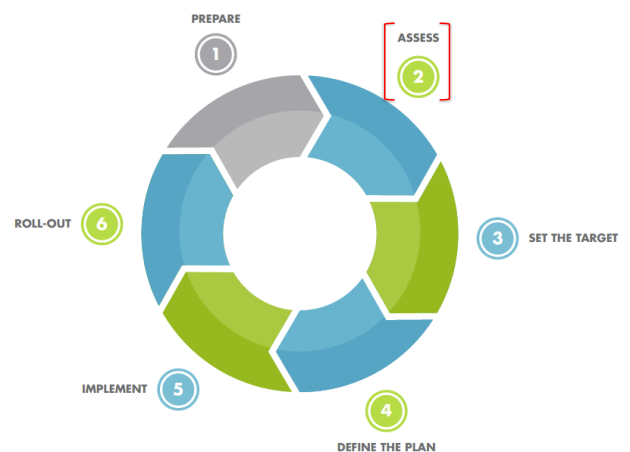 PREPARE
1
ASSESS
2
3
SET THE TARGET
4
DEFINE THE PLAN
IMPLEMENT
5
ROLL-OUT
6